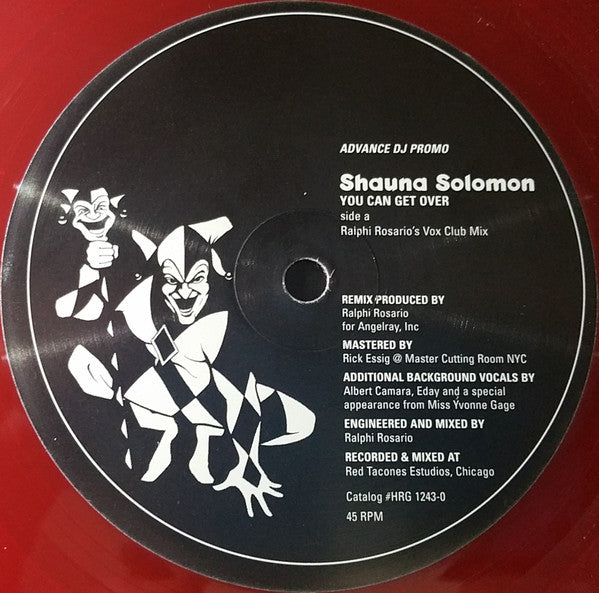 ADVANCE DJ PROMO
Shauna Solomon
YOU CAN GET OVER
side a
Ralphi Rosario's Vox Club Mix
REMIX PRODUCED BY
Ralphi Rosario
for Angelray, Inc
MASTERED BY
Rick Essig @ Master Cutting Room NYC
ADDITIONAL BACKGROUND VOCALS BY
Albert Camara, Eday and a special
appearance from Miss Yvonne Gage
ENGINEERED AND MIXED BY
Ralphi Rosario
RECORDED & MIXED AT
Red Tacones Estudios, Chicago
Catalog #HRG 1243-0
45 RPM